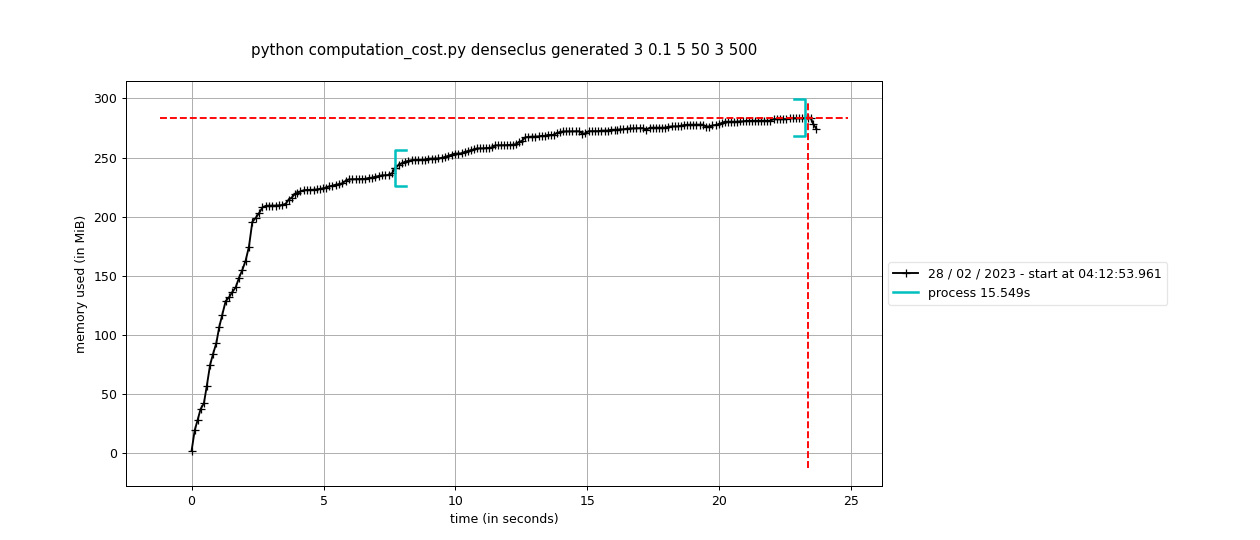 python computation_cost.py denseclus generated 3 0.1 5 50 3 500
300
250
200
150
100
50
0
memory used (in MiB)
0 5 10 15 20 25
time (in seconds)
28 / 02 / 2023 - start at 04:12:53.961
process 15.549s